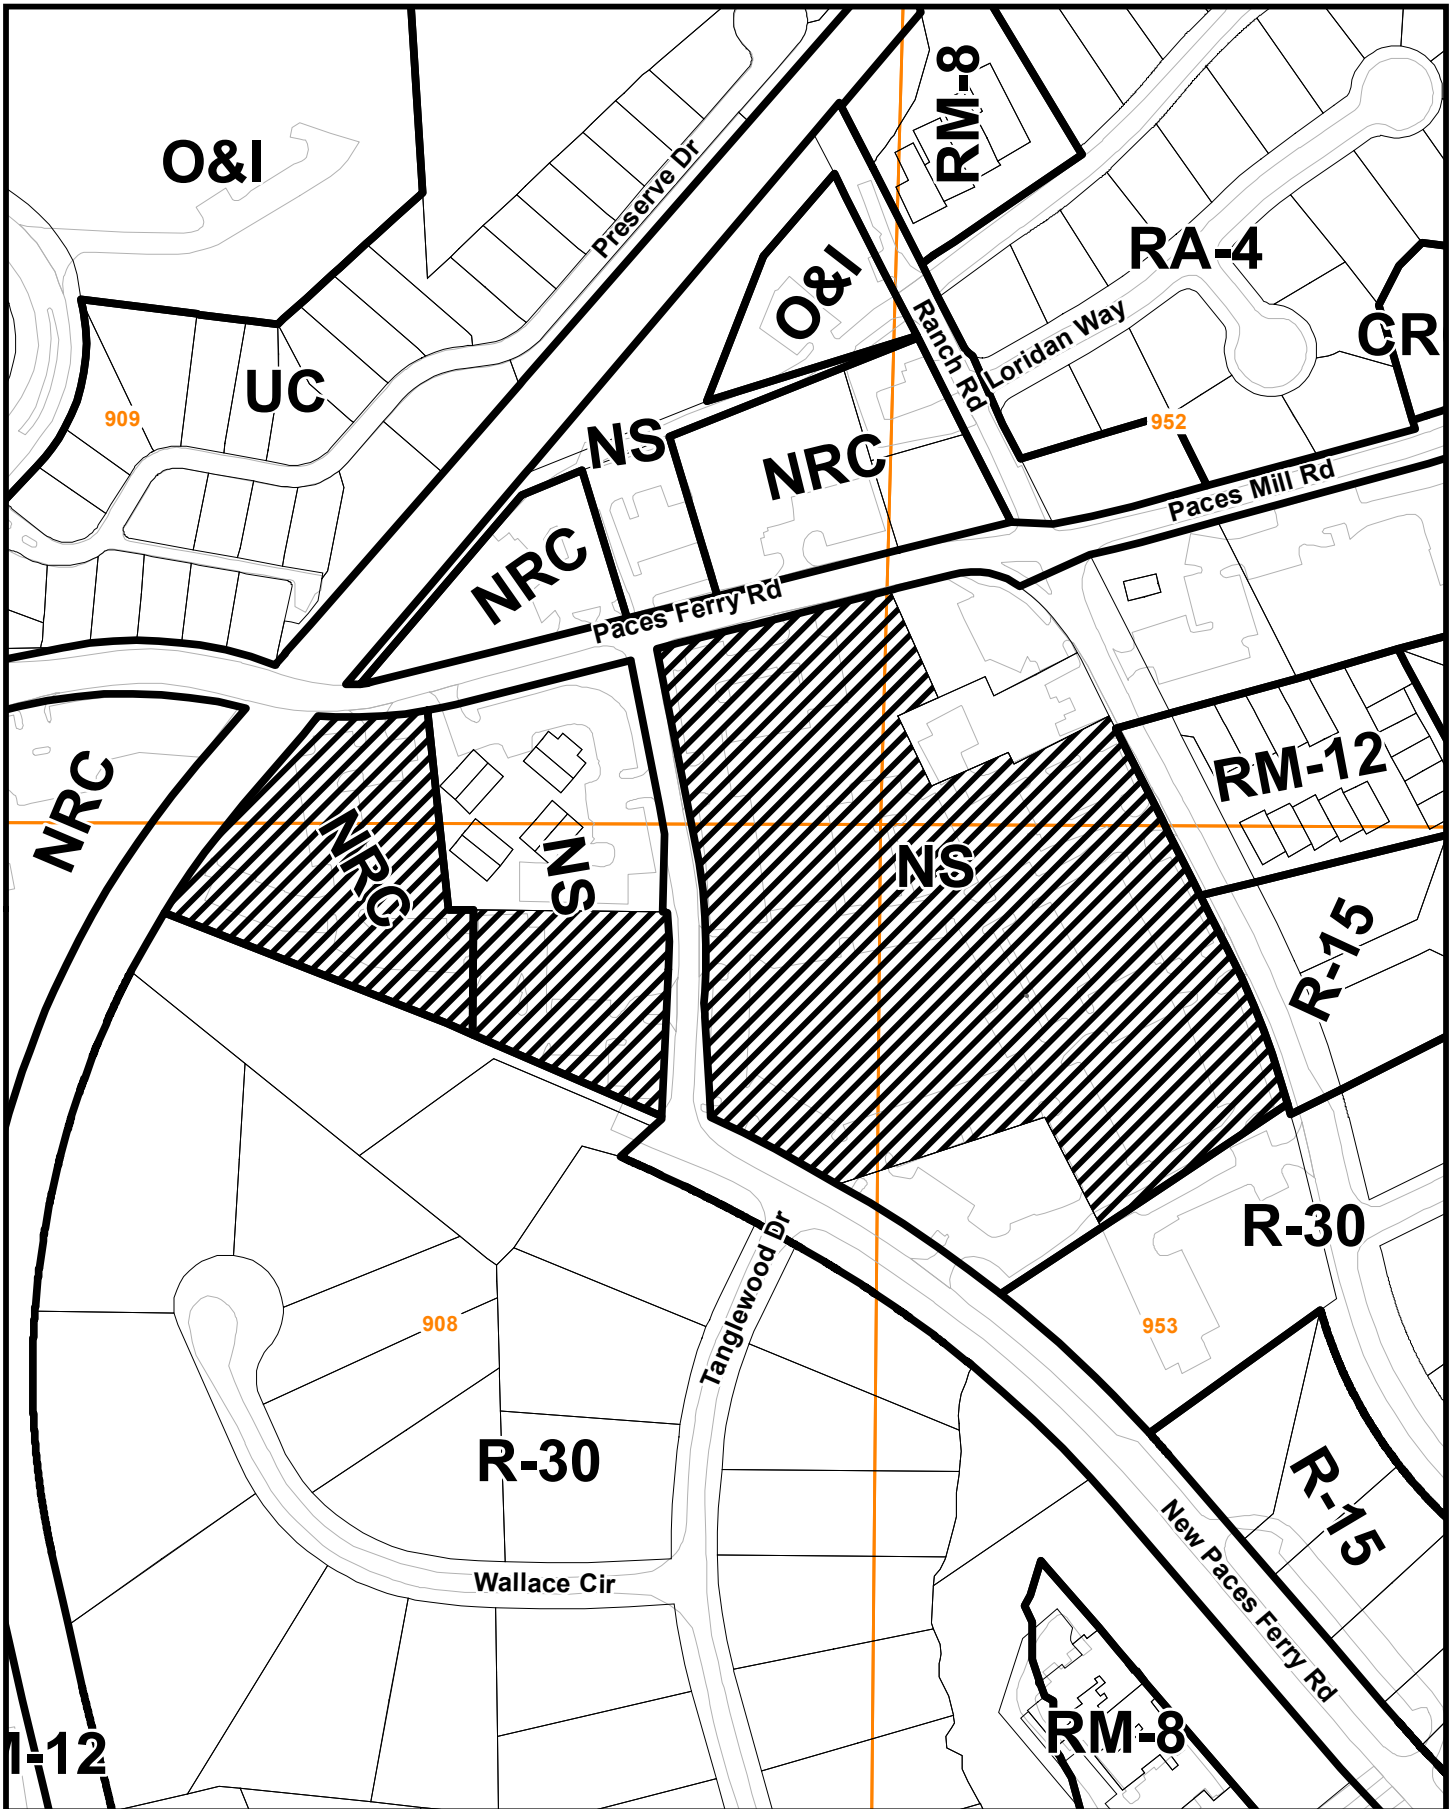 RM-8
O&I
Preserve Dr
RA-4
O&I
Ranch Rd
Loridan Way
CR
UC
909
952
NS
NRC
Paces Mill Rd
NRC
Paces Ferry Rd
NRC
RM-12
NRC
NS
NS
R-15
R-30
Tanglewood Dr
908
953
R-30
R-15
New Paces Ferry Rd
Wallace Cir
RM-8
M-12